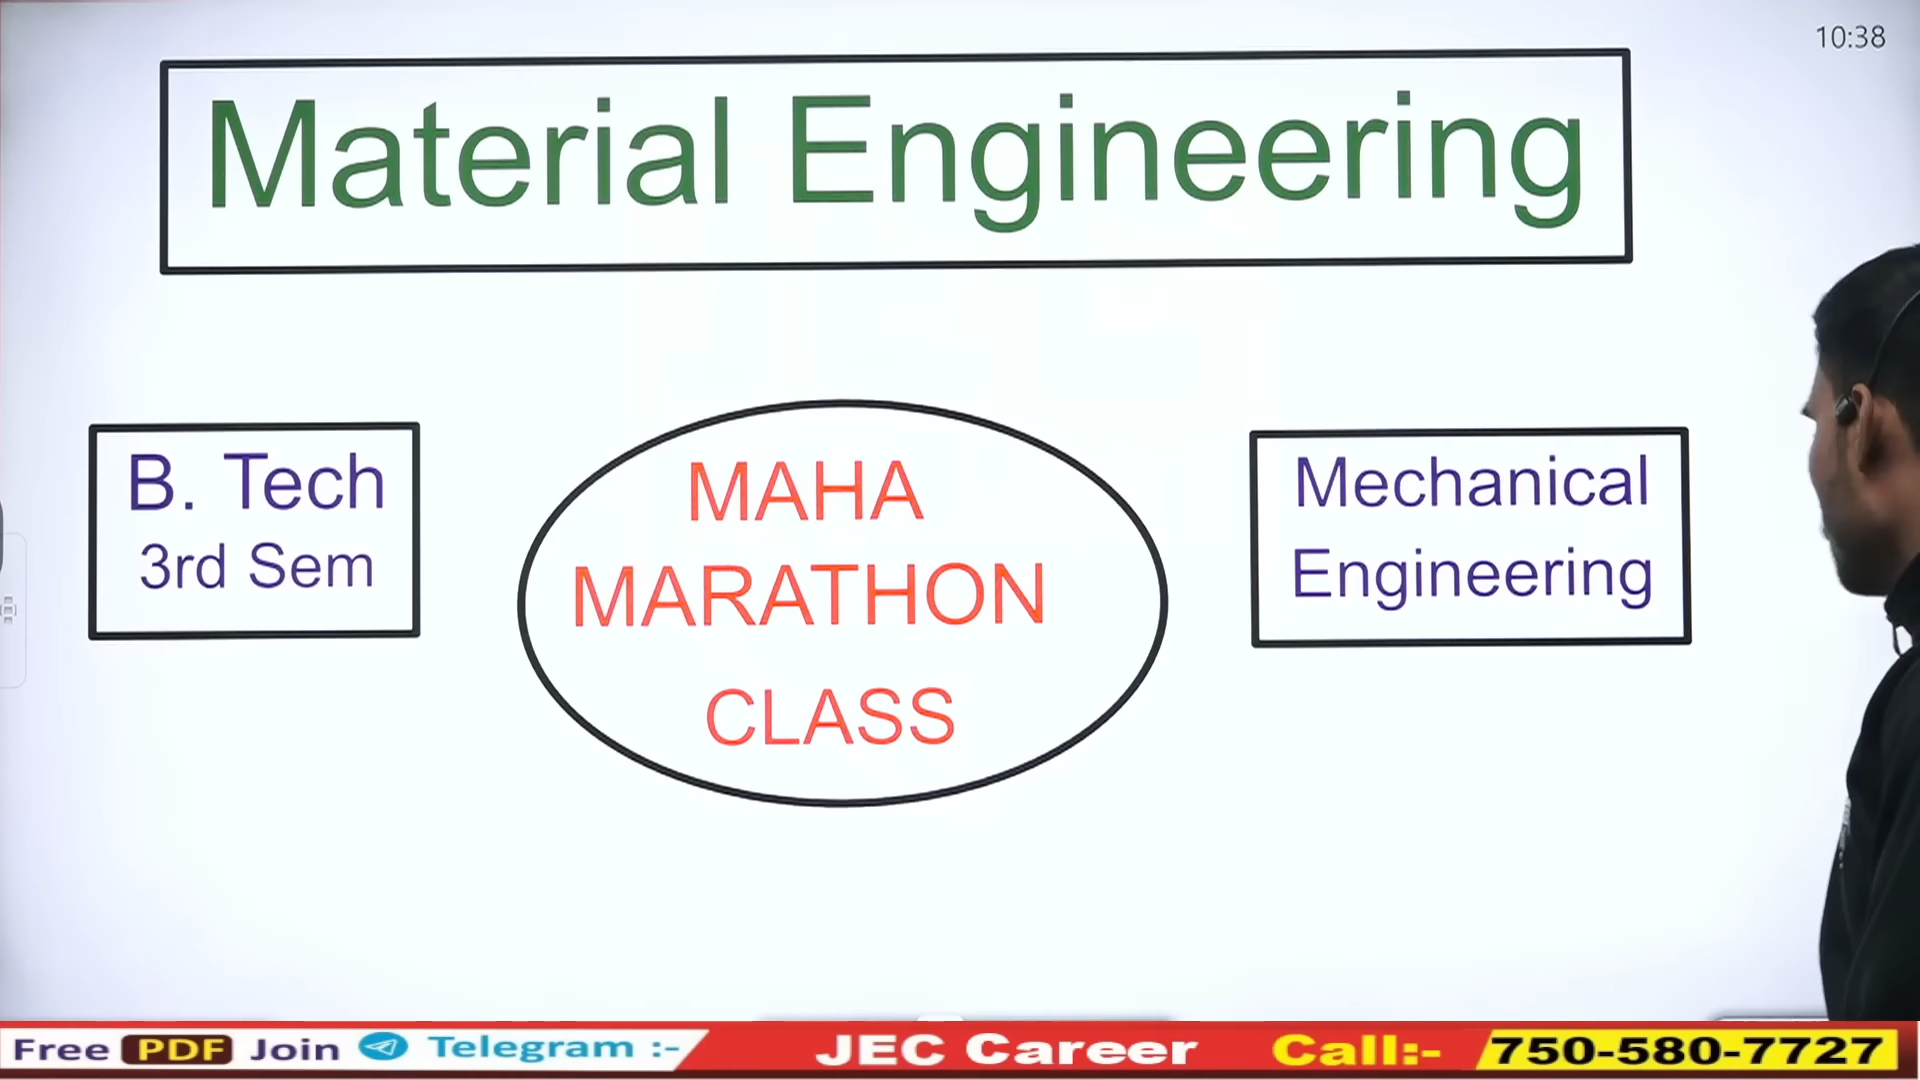 10:38
Material Engineering
B. Tech
3rd Sem
MAHA
MARATHON
CLASS
Mechanical
Engineering
Free PDF Join Telegram :- JEC Career Call:- 750-580-7727